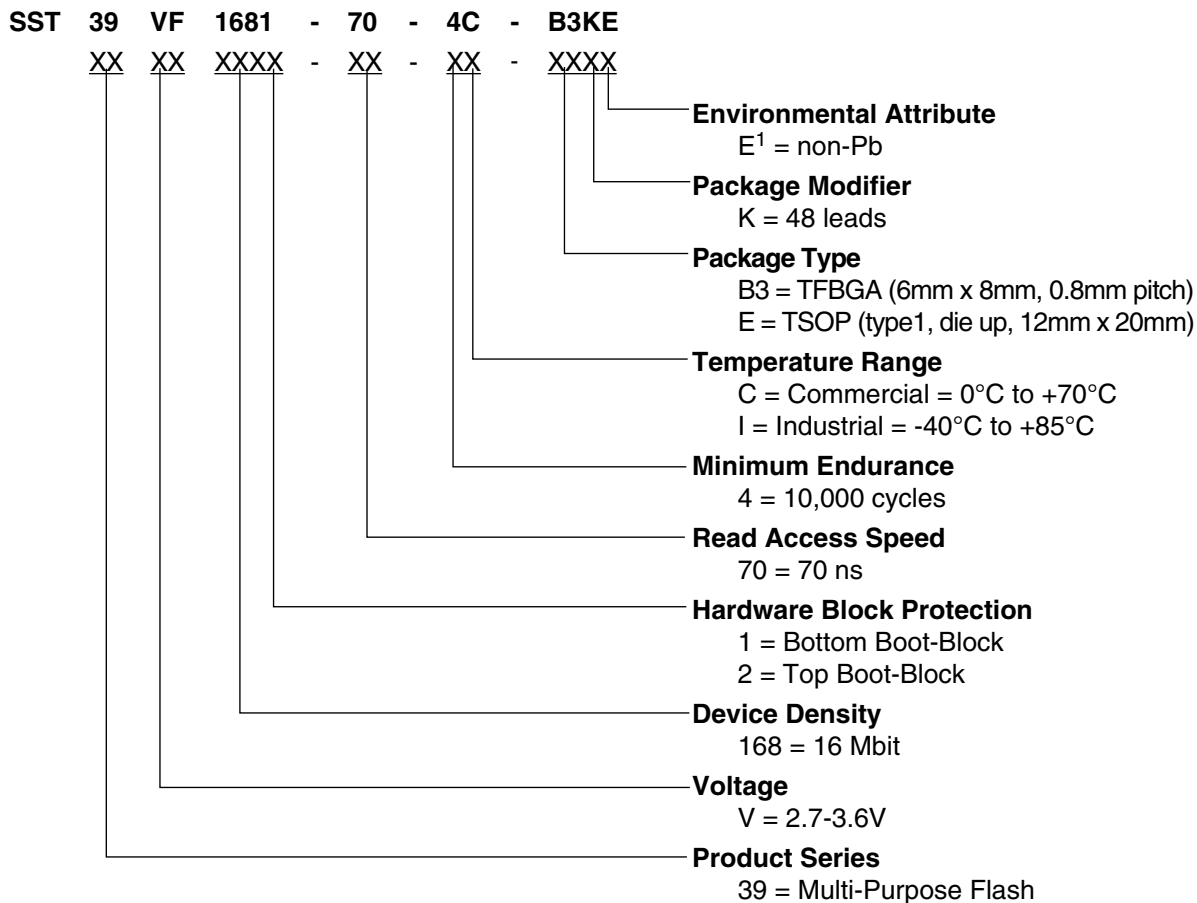 SST 39 VF 1681 - 70 - 4C - B3KE
XX XX XXXX - XX - XX - XXXX
Environmental Attribute
E1 = non-Pb
Package Modifier
K = 48 leads
Package Type
B3 = TFBGA (6mm x 8mm, 0.8mm pitch)
E = TSOP (type1, die up, 12mm x 20mm)
Temperature Range
C = Commercial = 0°C to +70°C
I = Industrial = -40°C to +85°C
Minimum Endurance
4 = 10,000 cycles
Read Access Speed
70 = 70 ns
Hardware Block Protection
1 = Bottom Boot-Block
2 = Top Boot-Block
Device Density
168 = 16 Mbit
Voltage
V = 2.7-3.6V
Product Series
39 = Multi-Purpose Flash